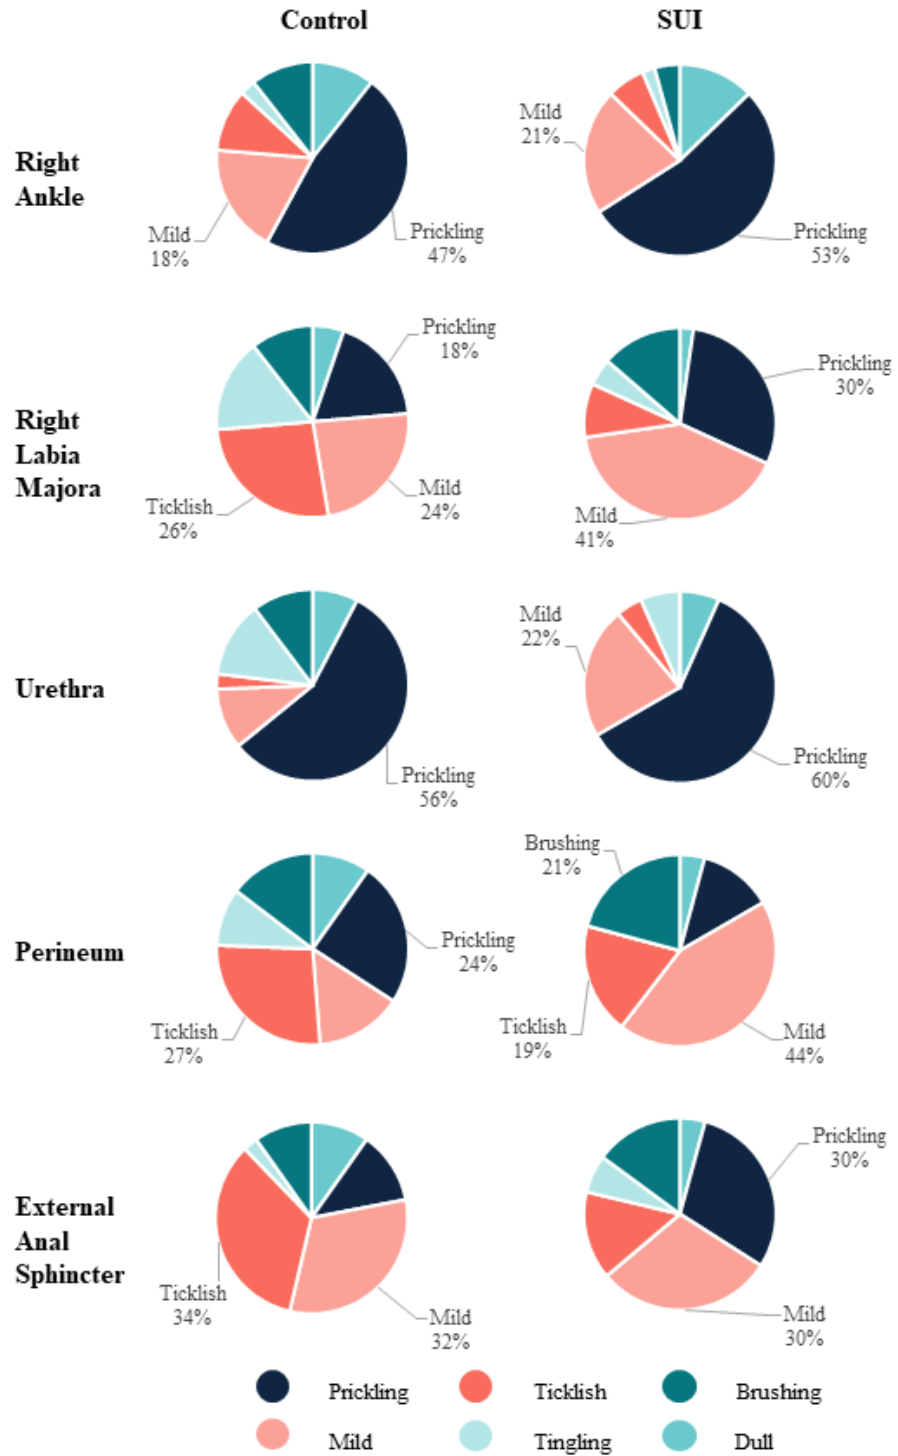 Control
SUI
Right
Ankle
Mild
18%
Prickling
47%
Mild
21%
Prickling
53%
Right
Labia
Majora
Prickling
18%
Mild
24%
Ticklish
26%
Prickling
30%
Mild
41%
Urethra
Prickling
56%
Mild
22%
Prickling
60%
Perineum
Prickling
24%
Ticklish
27%
Brushing
21%
Ticklish
19%
Mild
44%
External
Anal
Sphincter
Ticklish
34%
Mild
32%
Prickling
30%
Mild
30%
Prickling
Ticklish
Brushing
Mild
Tingling
Dull